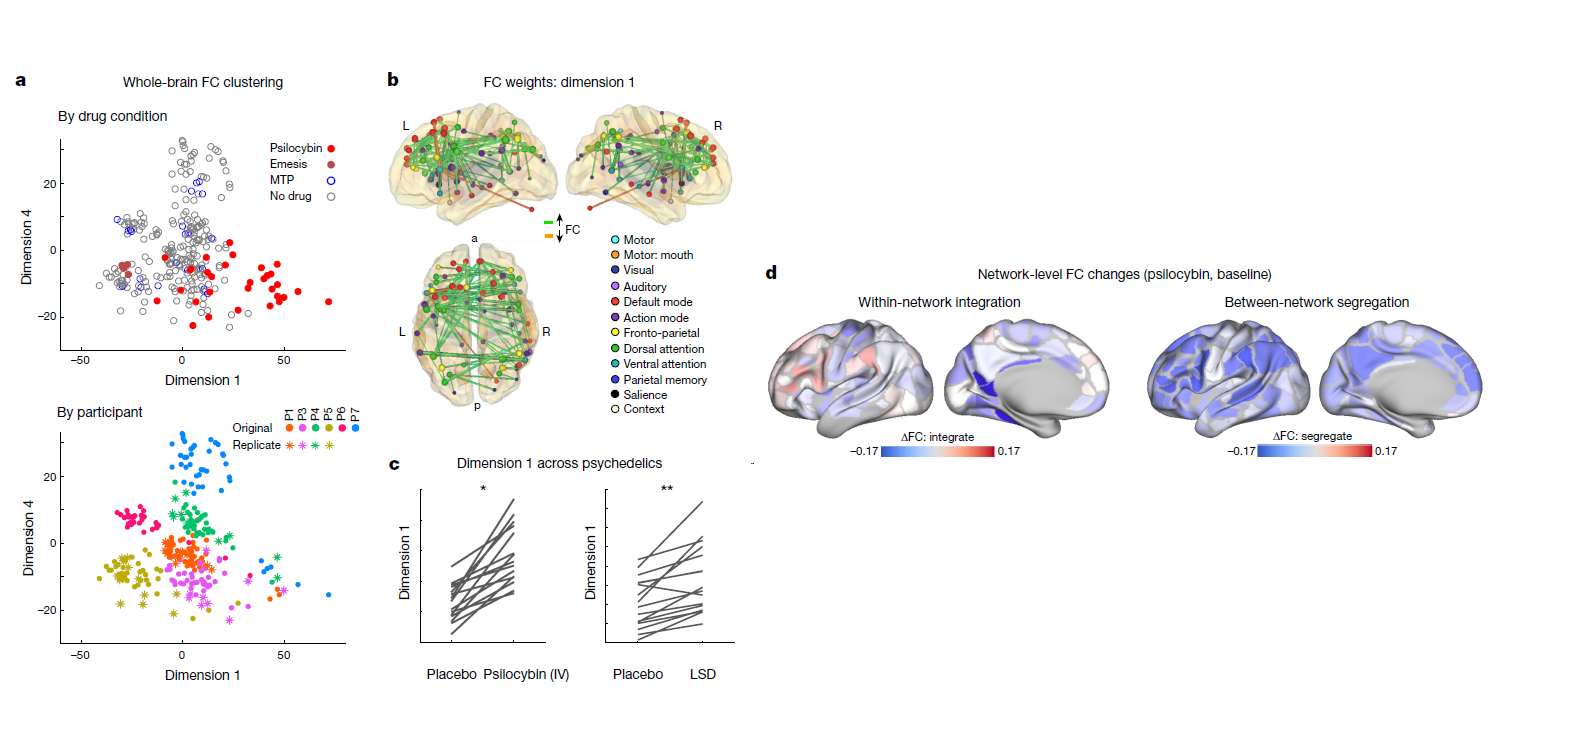 a
Whole-brain FC clustering
By drug condition
Psilocybin
Emesis
MTP
No drug
20
0
−20
Dimension 4
−50
0
50
Dimension 1
By participant
P1 P3 P4 P5 P6 P7
Original
Replicate
20
0
−20
Dimension 4
−50
0
50
Dimension 1
b
FC weights: dimension 1
L
R
FC
a
L
R
p
Motor
Motor: mouth
Visual
Auditory
Default mode
Action mode
Fronto-parietal
Dorsal attention
Ventral attention
Parietal memory
Salience
Context
c
Dimension 1 across psychedelics
*
**
Dimension 1
Dimension 1
Placebo
Psilocybin (IV)
Placebo
LSD
d
Network-level FC changes (psilocybin, baseline)
Within-network integration
Between-network segregation
ΔFC: integrate
−0.17
0.17
ΔFC: segregate
−0.17
0.17